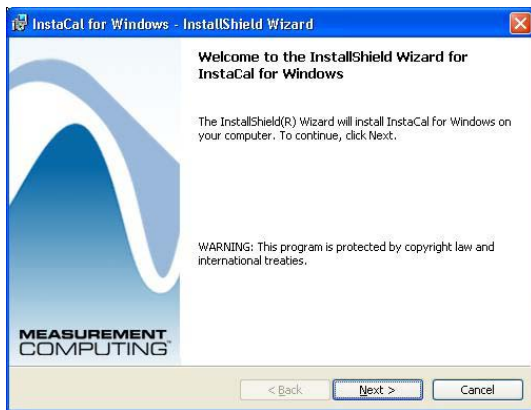 InstaCal for Windows - InstallShield Wizard
Welcome to the InstallShield Wizard for
InstaCal for Windows
The InstallShield(R) Wizard will install InstaCal for Windows on
your computer. To continue, click Next.
WARNING: This program is protected by copyright law and
international treaties.
MEASUREMENT
COMPUTING
< Back
Next >
Cancel